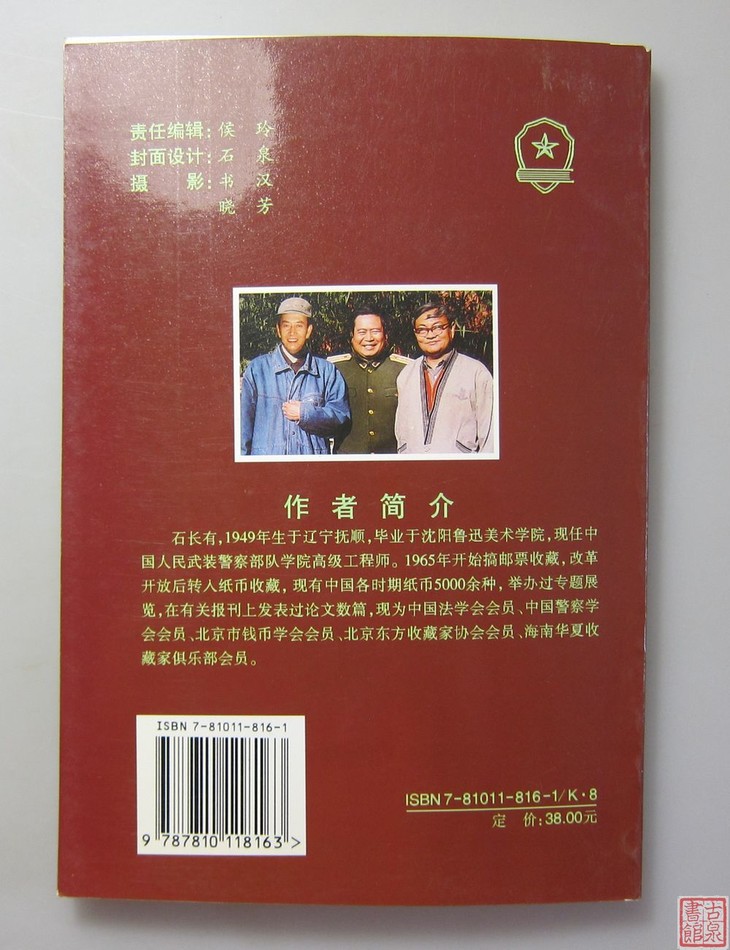 责任编辑：侯 玲
封面设计：石 泉
摄 影：书 汉
晓 芳
作者简介
石长有，1949年生于辽宁抚顺，毕业于沈阳鲁迅美术学院，现任中
国人民武装警察部队学院高级工程师。1965年开始搞邮票收藏，改革
开放后转入纸币收藏，现有中国各时期纸币5000余种，举办过专题展
览，在有关报刊上发表过论文数篇，现为中国法学会会员、中国警察学
会会员、北京市钱币学会会员、北京东方收藏家协会会员、海南华夏收
藏家俱乐部会员。
ISBN 7-81011-816-1
9 787810 118163 >
ISBN 7-81011-816-1/K·8
定 价：38.00元
古泉
書館